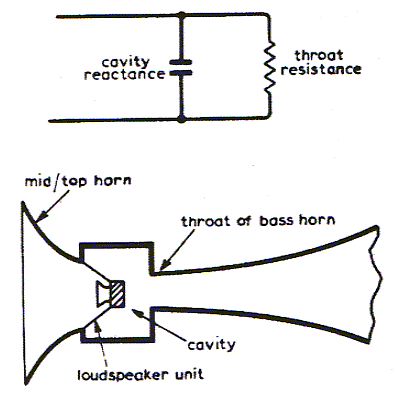 cavity
reactance
throat
resistance
mid/top horn
throat of bass horn
cavity
loudspeaker unit